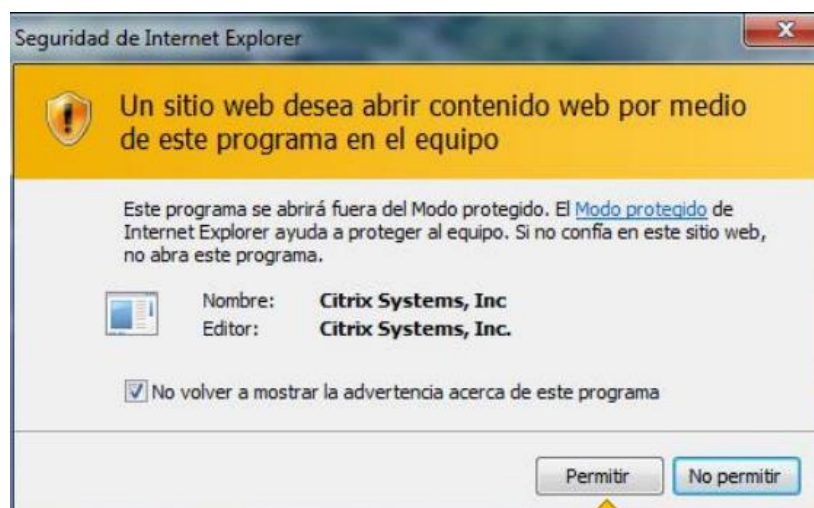 Seguridad de Internet Explorer
Un sitio web desea abrir contenido web por medio
de este programa en el equipo
Este programa se abrirá fuera del Modo protegido. El Modo protegido de
Internet Explorer ayuda a proteger al equipo. Si no confía en este sitio web,
no abra este programa.
Nombre: Citrix Systems, Inc
Editor: Citrix Systems, Inc.
No volver a mostrar la advertencia acerca de este programa
Permitir No permitir